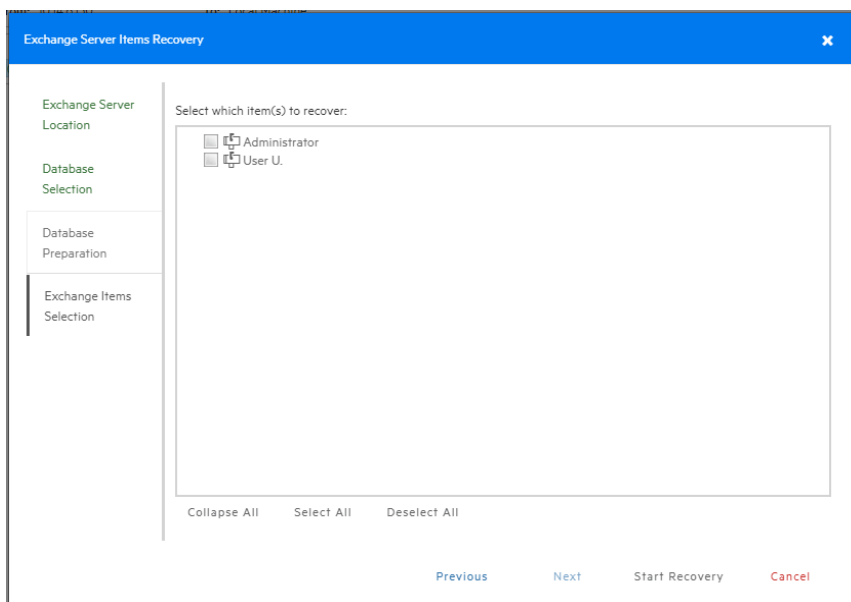 Exchange Server Items Recovery
Exchange Server
Location
Database
Selection
Database
Preparation
Exchange Items
Selection
Select which item(s) to recover:
Administrator
User U.
Collapse All Select All Deselect All
Previous Next Start Recovery Cancel